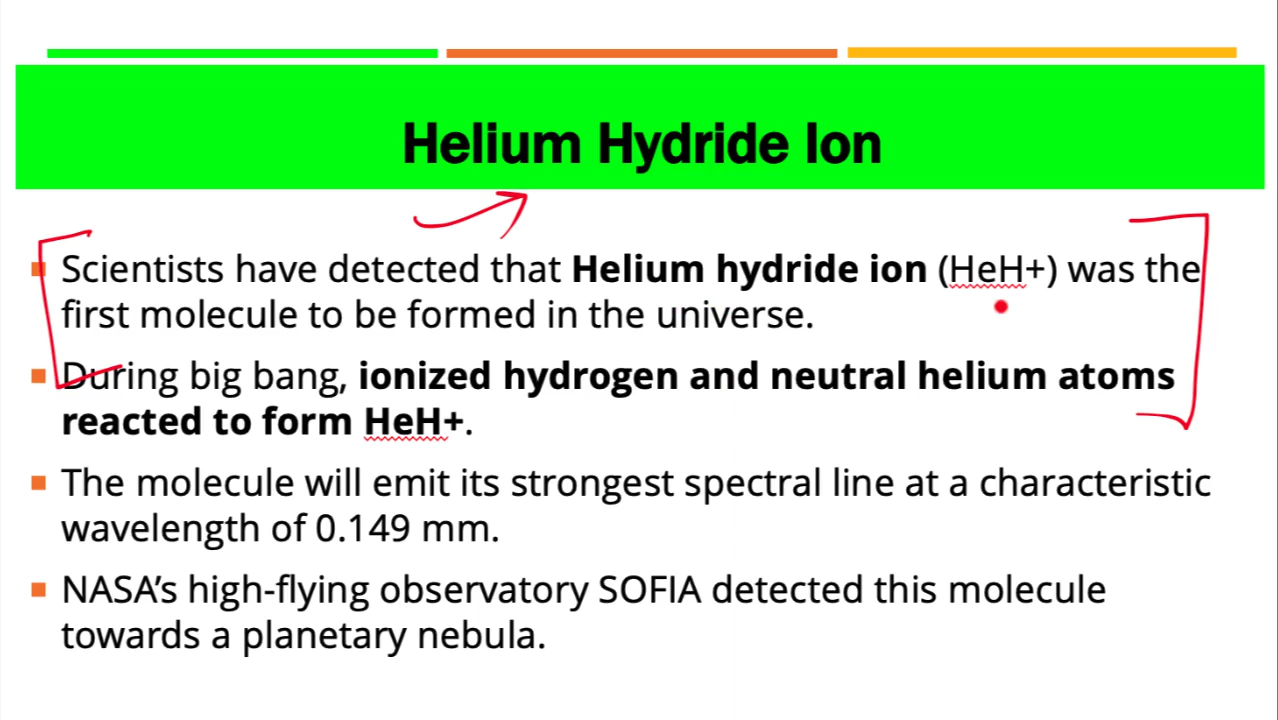 Helium Hydride Ion
Scientists have detected that Helium hydride ion (HeH+) was the
first molecule to be formed in the universe.
During big bang, ionized hydrogen and neutral helium atoms
reacted to form HeH+.
The molecule will emit its strongest spectral line at a characteristic
wavelength of 0.149 mm.
NASA’s high-flying observatory SOFIA detected this molecule
towards a planetary nebula.